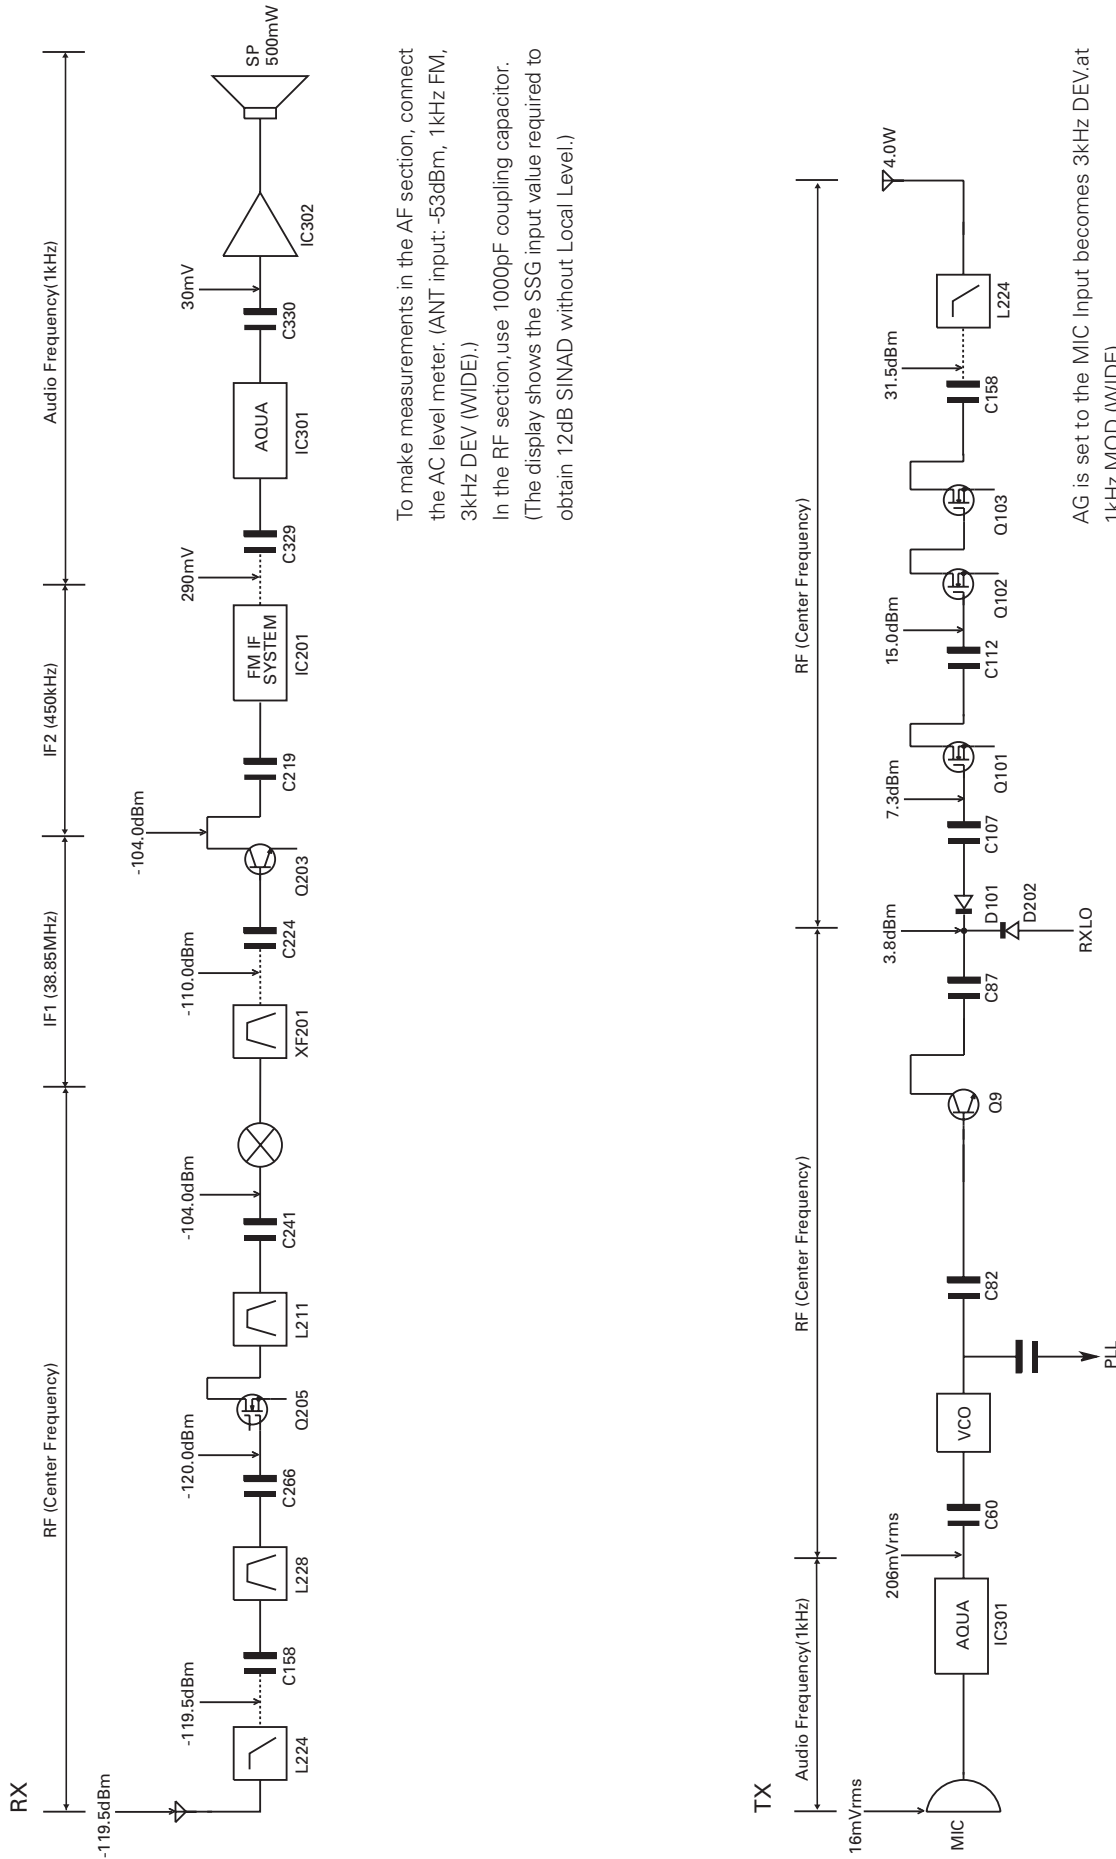 RX
RF (Center Frequency)
IF1 (38.85MHz)
IF2 (450kHz)
Audio Frequency(1kHz)
-119.5dBm
-119.5dBm
-120.0dBm
-104.0dBm
-110.0dBm
-104.0dBm
290mV
30mV
SP
500mW
L224
C158
L228
C266
Q205
L211
C241
XF201
C224
Q203
C219
FM IF
SYSTEM
IC201
C329
AQUA
IC301
C330
IC302
To make measurements in the AF section, connect
the AC level meter. (ANT input: -53dBm, 1kHz FM,
3kHz DEV (WIDE).)
In the RF section,use 1000pF coupling capacitor.
(The display shows the SSG input value required to
obtain 12dB SINAD without Local Level.)
TX
Audio Frequency(1kHz)
RF (Center Frequency)
RF (Center Frequency)
16mVrms
206mVrms
3.8dBm
7.3dBm
15.0dBm
31.5dBm
4.0W
MIC
AQUA
IC301
C60
VCO
PLL
C82
Q9
C87
D101
D202
RXLO
C107
Q101
C112
Q102
Q103
C158
L224
AG is set to the MIC Input becomes 3kHz DEV.at
1kHz MOD (WIDE)